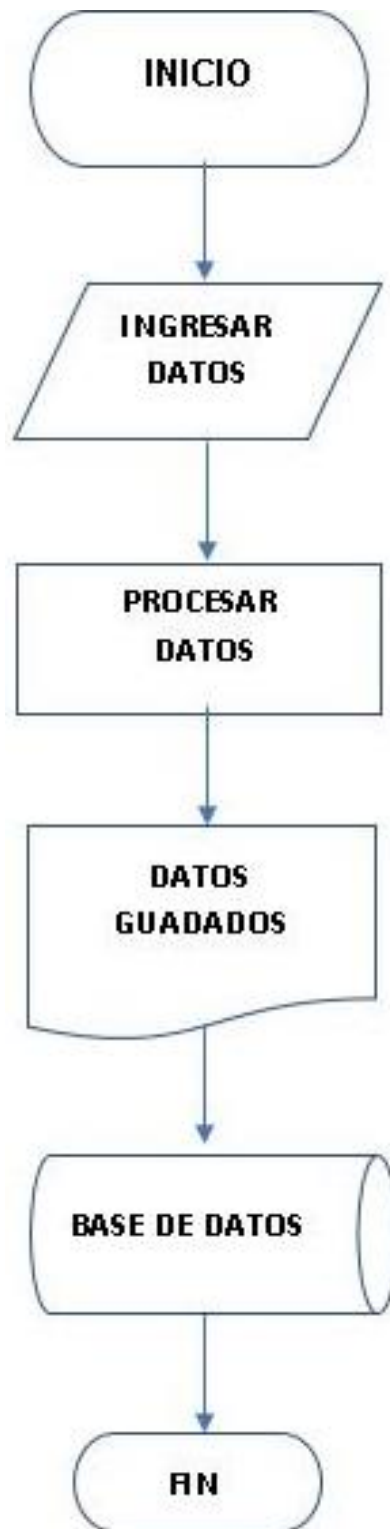 INICIO
INGRESAR
DATOS
PROCESAR
DATOS
DATOS
GUADADOS
BASE DE DATOS
FIN